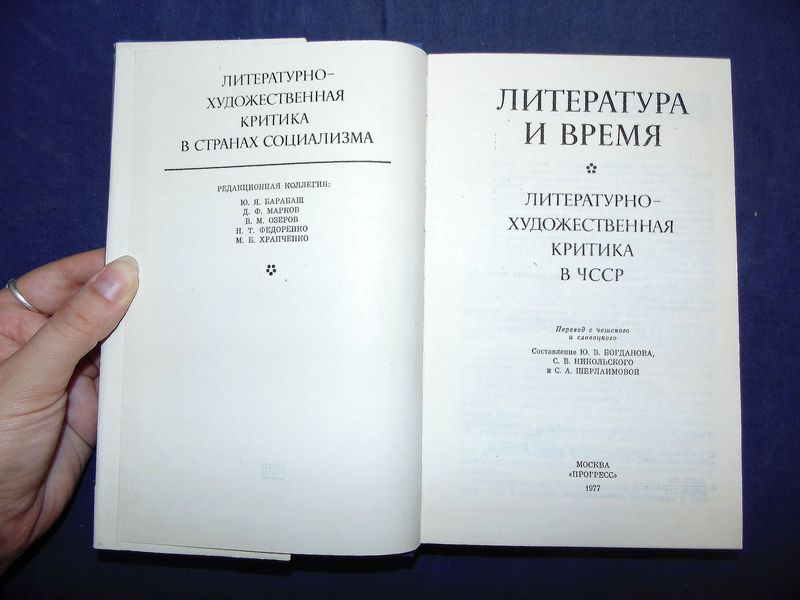 ЛИТЕРАТУРНО-
ХУДОЖЕСТВЕННАЯ
КРИТИКА
В СТРАНАХ СОЦИАЛИЗМА
РЕДАКЦИОННАЯ КОЛЛЕГИЯ:
Ю. Я. БАРАБАШ
Д. Ф. МАРКОВ
В. М. ОЗЕРОВ
Н. Т. ФЕДОРЕНКО
М. Б. ХРАПЧЕНКО
ЛИТЕРАТУРА
И ВРЕМЯ
ЛИТЕРАТУРНО-
ХУДОЖЕСТВЕННАЯ
КРИТИКА
В ЧССР
Перевод с чешского
и словацкого
Составление Ю. В. БОГДАНОВА,
С. В. НИКОЛЬСКОГО
и С. А. ШЕРЛАИМОВОЙ
МОСКВА
«ПРОГРЕСС»
1977